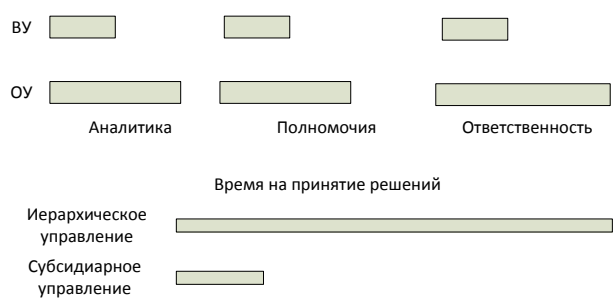 ВУ
ОУ
Аналитика Полномочия Ответственность
Время на принятие решений
Иерархическое
управление
Субсидиарное
управление